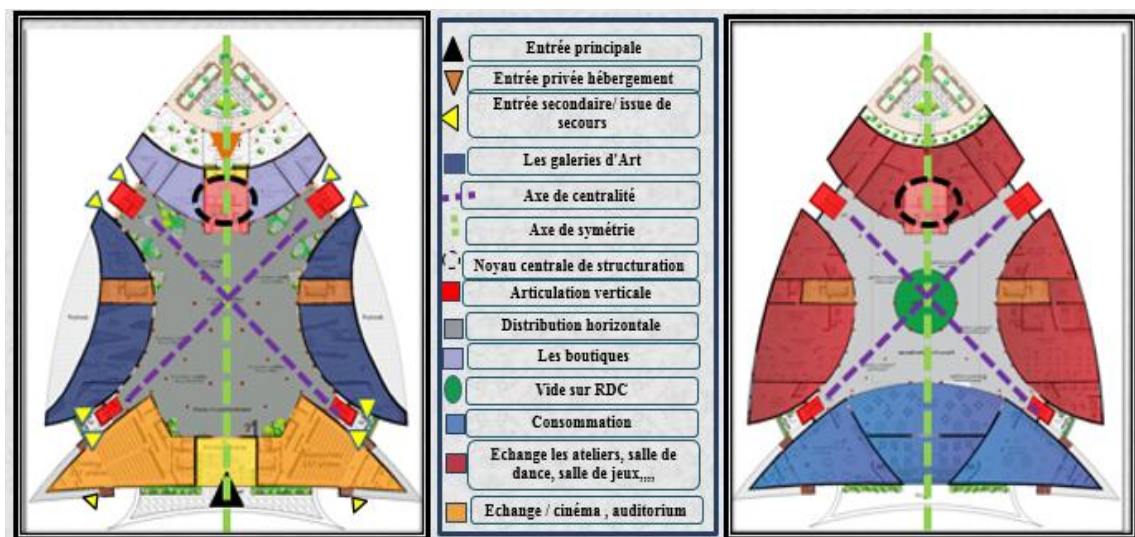 Entrée principale
Entrée privée hébergement
Entrée secondaire/ issue de
secours
Les galeries d'Art
Axe de centralité
Axe de symétrie
Noyau centrale de structuration
Articulation verticale
Distribution horizontale
Les boutiques
Vide sur RDC
Consommation
Echange les ateliers, salle de
dance, salle de jeux,,,,
Echange / cinéma , auditorium